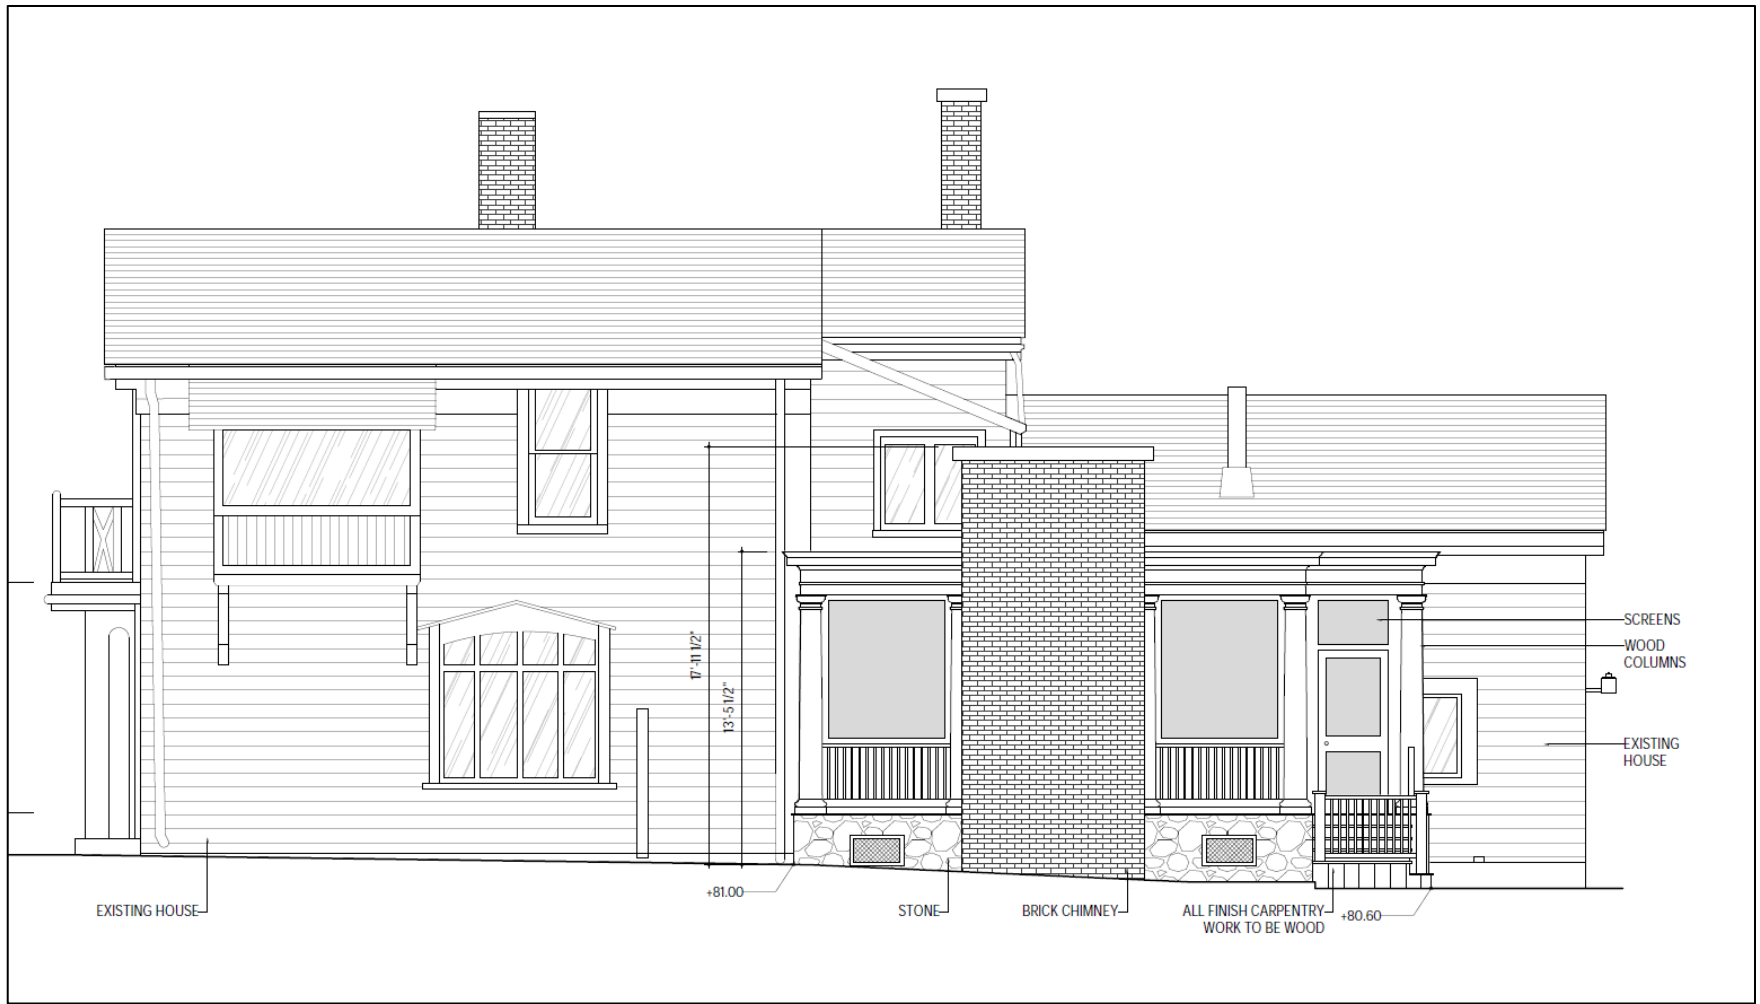 SCREENS
WOOD
COLUMNS
17'-11 1/2"
13'-5 1/2"
EXISTING
HOUSE
+81.00
EXISTING HOUSE
STONE
BRICK CHIMNEY
ALL FINISH CARPENTRY
WORK TO BE WOOD
+80.60